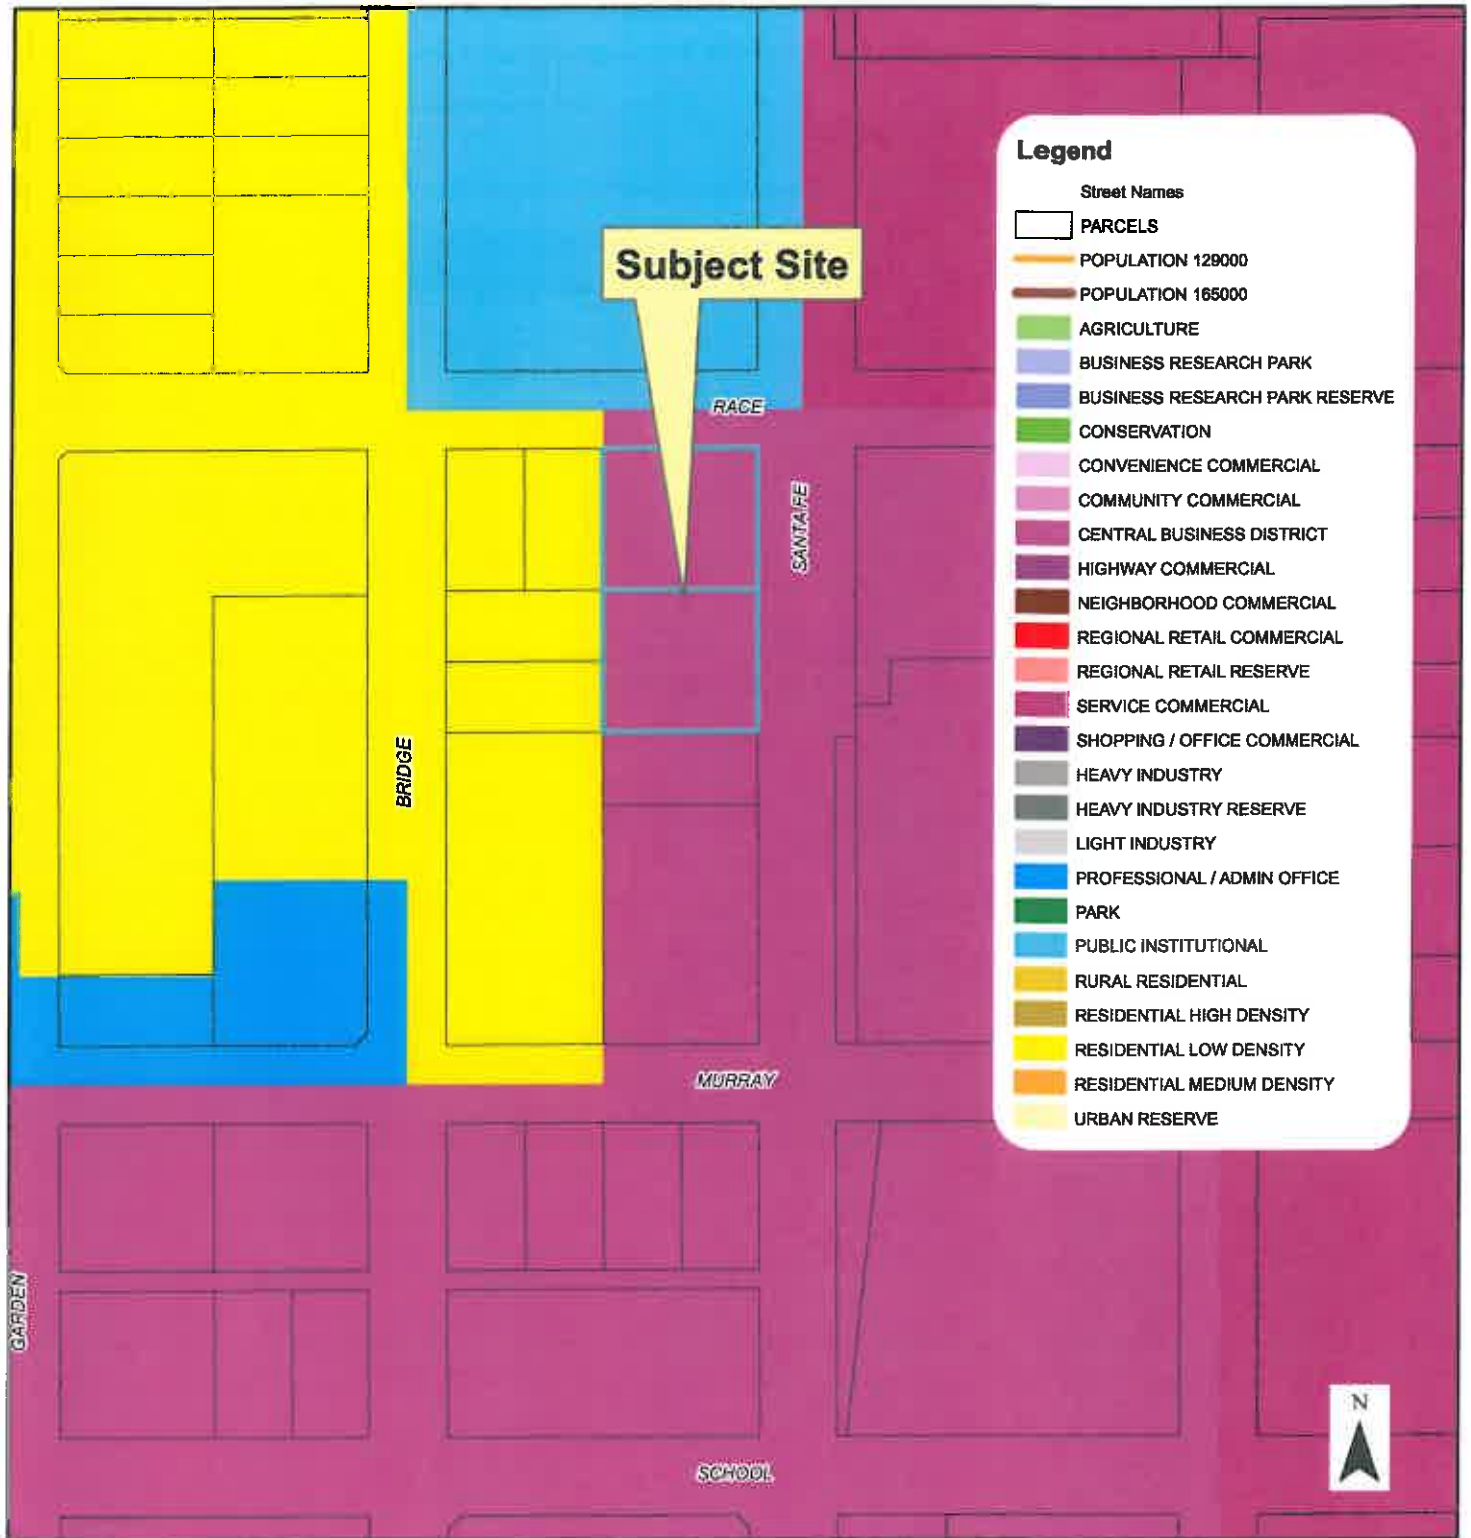 Legend
Street Names
PARCELS
POPULATION 129000
POPULATION 165000
AGRICULTURE
BUSINESS RESEARCH PARK
BUSINESS RESEARCH PARK RESERVE
CONSERVATION
CONVENIENCE COMMERCIAL
COMMUNITY COMMERCIAL
CENTRAL BUSINESS DISTRICT
HIGHWAY COMMERCIAL
NEIGHBORHOOD COMMERCIAL
REGIONAL RETAIL COMMERCIAL
REGIONAL RETAIL RESERVE
SERVICE COMMERCIAL
SHOPPING / OFFICE COMMERCIAL
HEAVY INDUSTRY
HEAVY INDUSTRY RESERVE
LIGHT INDUSTRY
PROFESSIONAL / ADMIN OFFICE
PARK
PUBLIC INSTITUTIONAL
RURAL RESIDENTIAL
RESIDENTIAL HIGH DENSITY
RESIDENTIAL LOW DENSITY
RESIDENTIAL MEDIUM DENSITY
URBAN RESERVE
Subject Site
RACE
SANTA FE
BRIDGE
MURRAY
GARDEN
SCHOOL
N